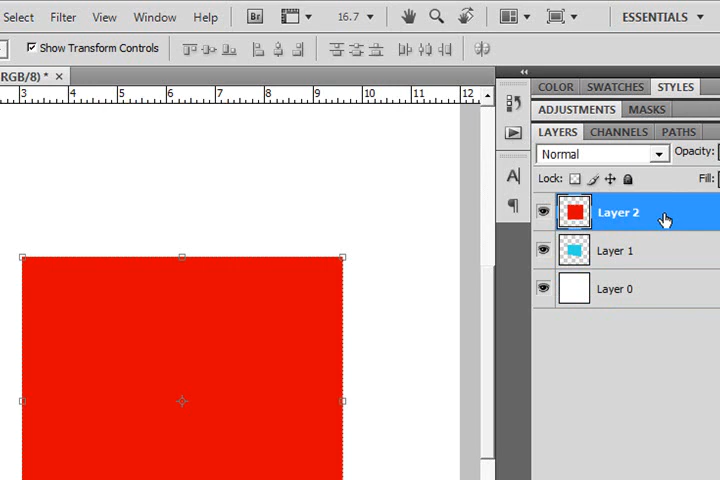 Select Filter View Window Help Br 16.7 ESSENTIALS
Show Transform Controls
RGB/8) *
3 4 5 6 7 8 9 10 11 12
COLOR SWATCHES STYLES
ADJUSTMENTS MASKS
LAYERS CHANNELS PATHS
Normal Opacity:
Lock: Fill:
Layer 2
Layer 1
Layer 0